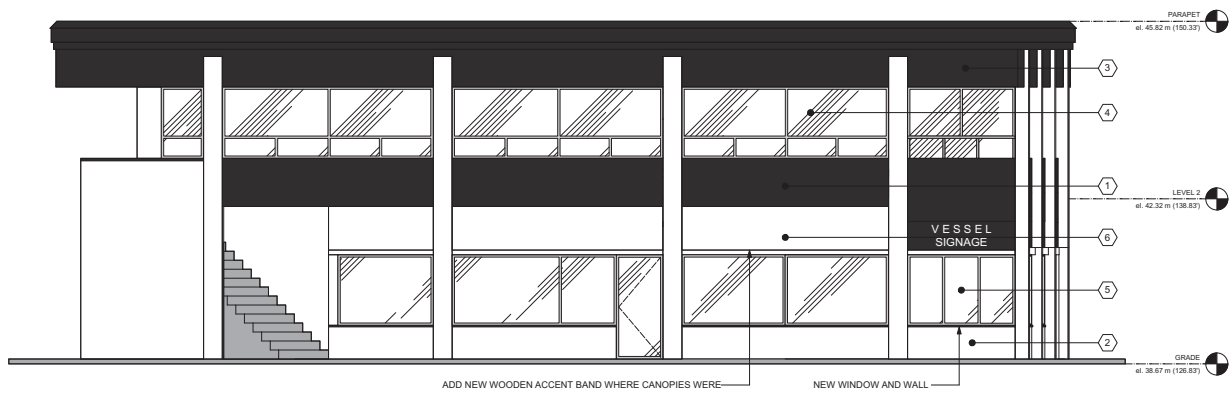 PARAPET
el. 45.82 m (150.33')
3
4
1
LEVEL 2
el. 42.32 m (138.83')
VESSEL
SIGNAGE
6
5
2
GRADE
el. 38.67 m (126.83')
ADD NEW WOODEN ACCENT BAND WHERE CANOPIES WERE
NEW WINDOW AND WALL